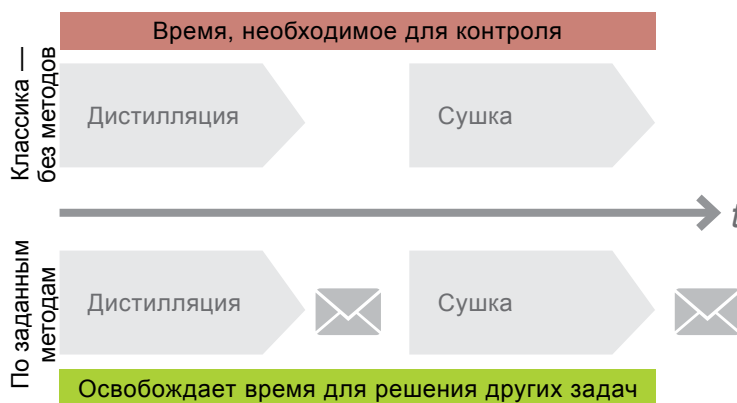 Время, необходимое для контроля
Классика —
без методов
Дистилляция
Сушка
t
По заданным
методам
Дистилляция
Сушка
Освобождает время для решения других задач